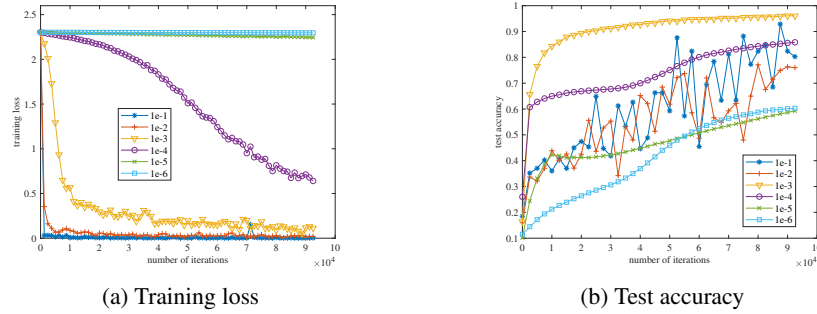 2.5
2
1.5
1
0.5
0
training loss
1e-1
1e-2
1e-3
1e-4
1e-5
1e-6
0 1 2 3 4 5 6 7 8 9 10
number of iterations
×10⁴
(a) Training loss
1
0.9
0.8
0.7
0.6
0.5
0.4
0.3
0.2
0.1
test accuracy
1e-1
1e-2
1e-3
1e-4
1e-5
1e-6
0 1 2 3 4 5 6 7 8 9 10
number of iterations
×10⁴
(b) Test accuracy